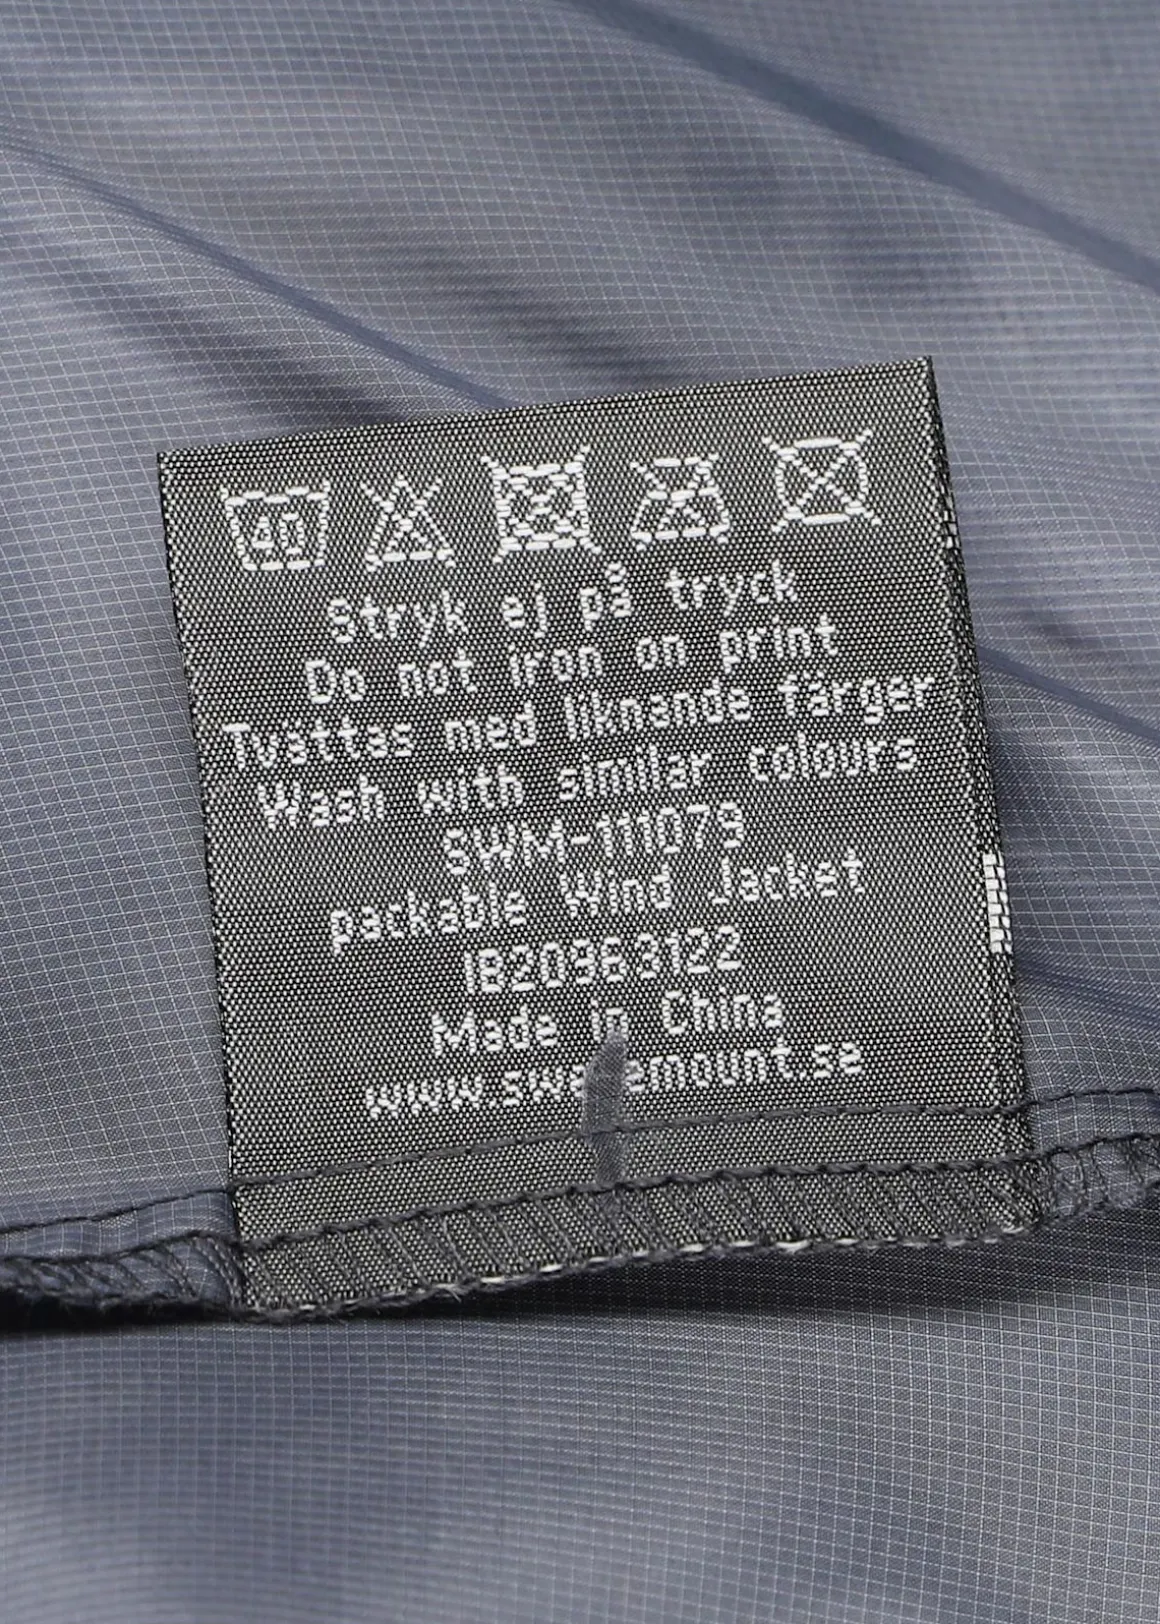 40
Stryk ej på tryck
Do not iron on print
Tvättas med liknande färger
Wash with similar colours
SWM-111079
packable Wind Jacket
1820963122
Made in China